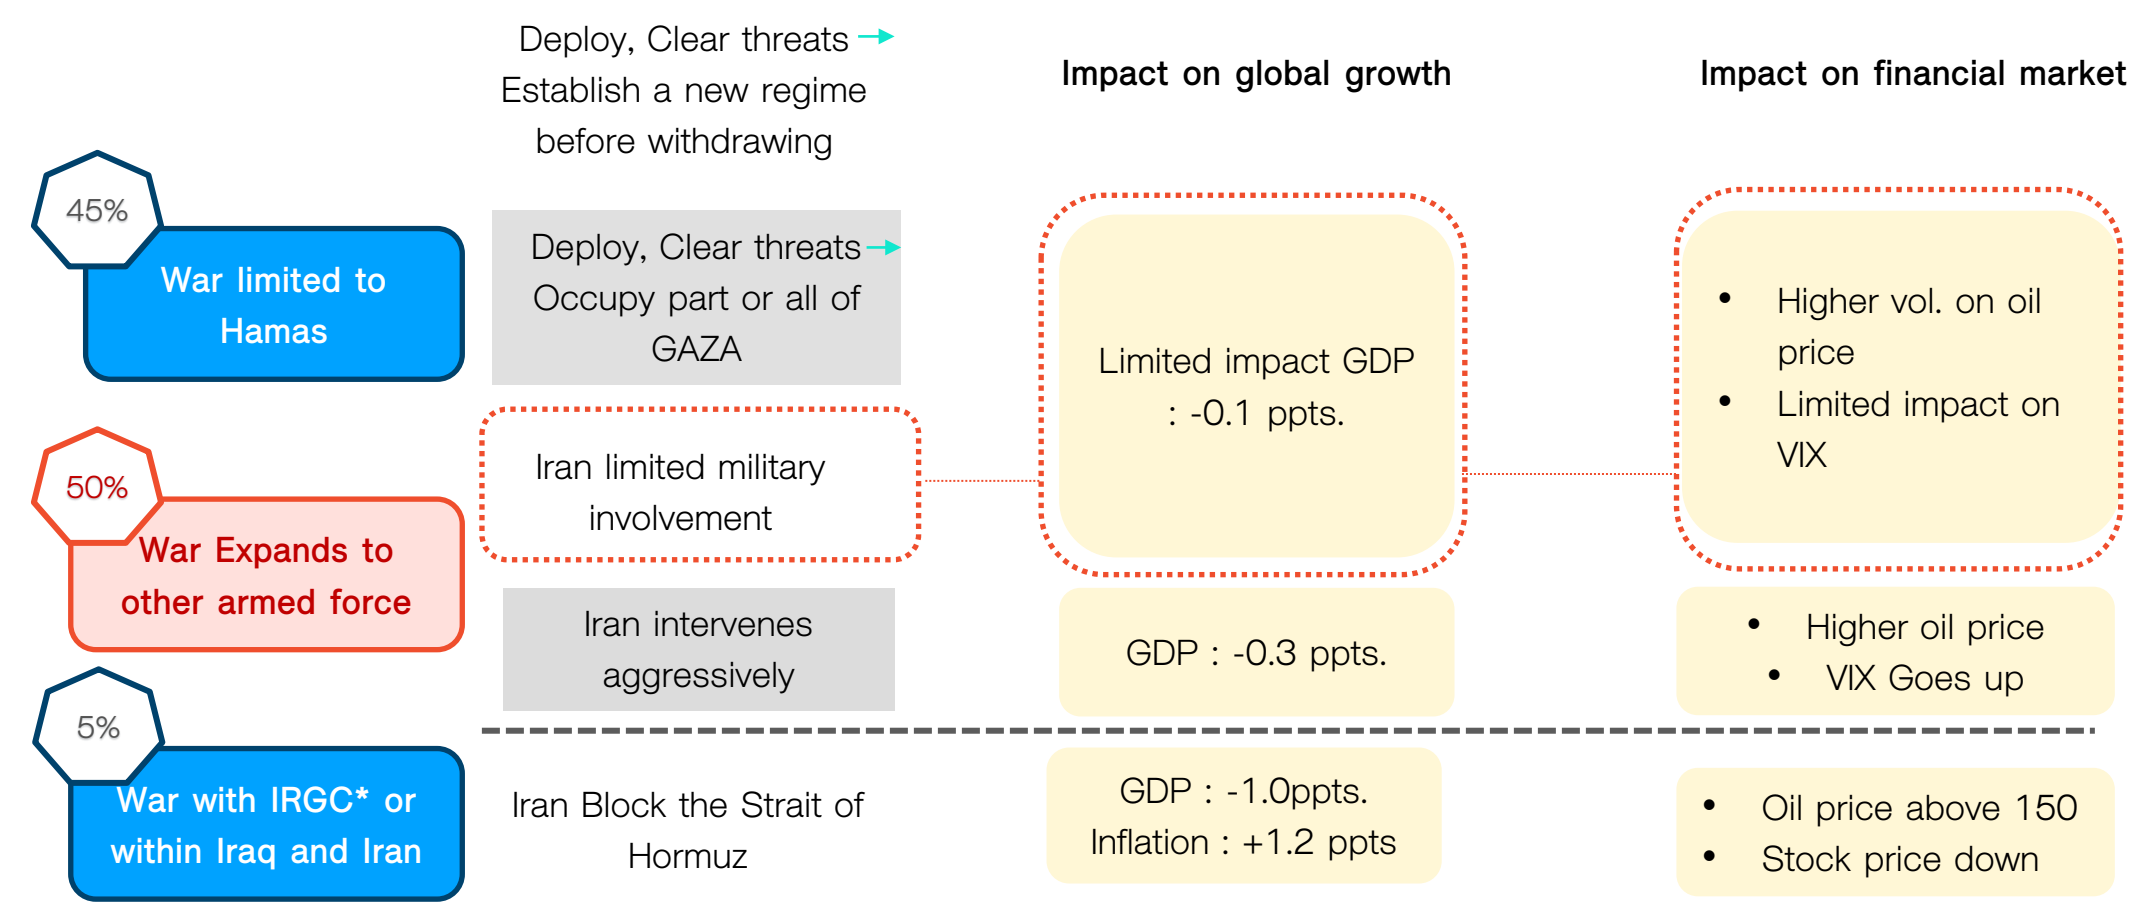 Deploy, Clear threats
Establish a new regime
before withdrawing
Impact on global growth
Impact on financial market
45%
War limited to
Hamas
Deploy, Clear threats
Occupy part or all of
GAZA
Limited impact GDP
: -0.1 ppts.
• Higher vol. on oil
price
• Limited impact on
VIX
50%
War Expands to
other armed force
Iran limited military
involvement
Iran intervenes
aggressively
GDP : -0.3 ppts.
• Higher oil price
• VIX Goes up
5%
War with IRGC* or
within Iraq and Iran
Iran Block the Strait of
Hormuz
GDP : -1.0ppts.
Inflation : +1.2 ppts
• Oil price above 150
• Stock price down